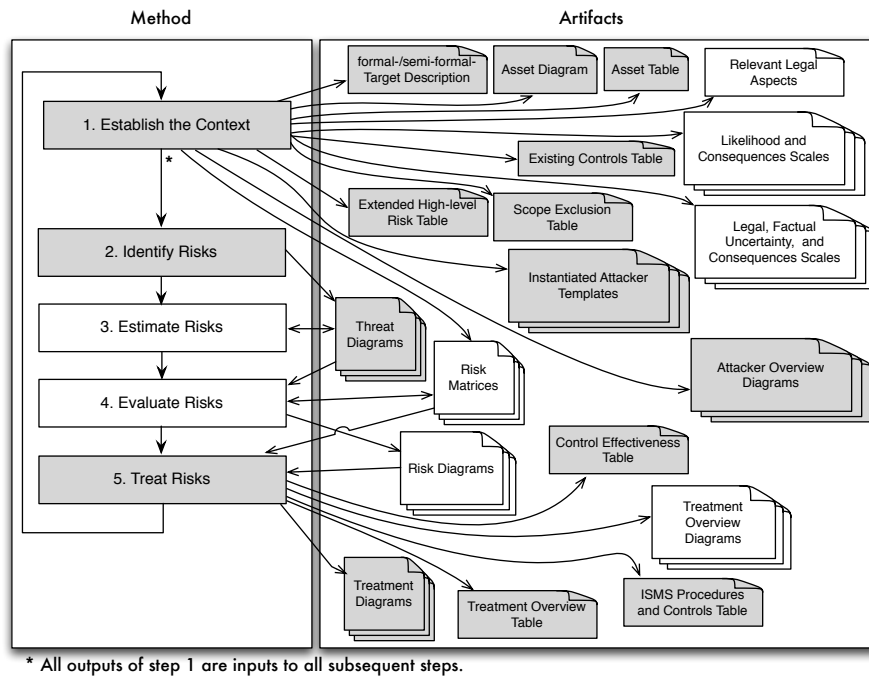 Method
Artifacts
formal-/semi-formal-
Target Description
Asset Diagram
Asset Table
Relevant Legal
Aspects
1. Establish the Context
*
Likelihood and
Consequences Scales
Existing Controls Table
Extended High-level
Risk Table
Scope Exclusion
Table
Legal, Factual
Uncertainty, and
Consequences Scales
2. Identify Risks
Instantiated Attacker
Templates
3. Estimate Risks
Threat
Diagrams
Risk
Matrices
Attacker Overview
Diagrams
4. Evaluate Risks
Control Effectiveness
Table
Risk Diagrams
5. Treat Risks
Treatment
Overview
Diagrams
Treatment
Diagrams
Treatment Overview
Table
ISMS Procedures
and Controls Table
* All outputs of step 1 are inputs to all subsequent steps.